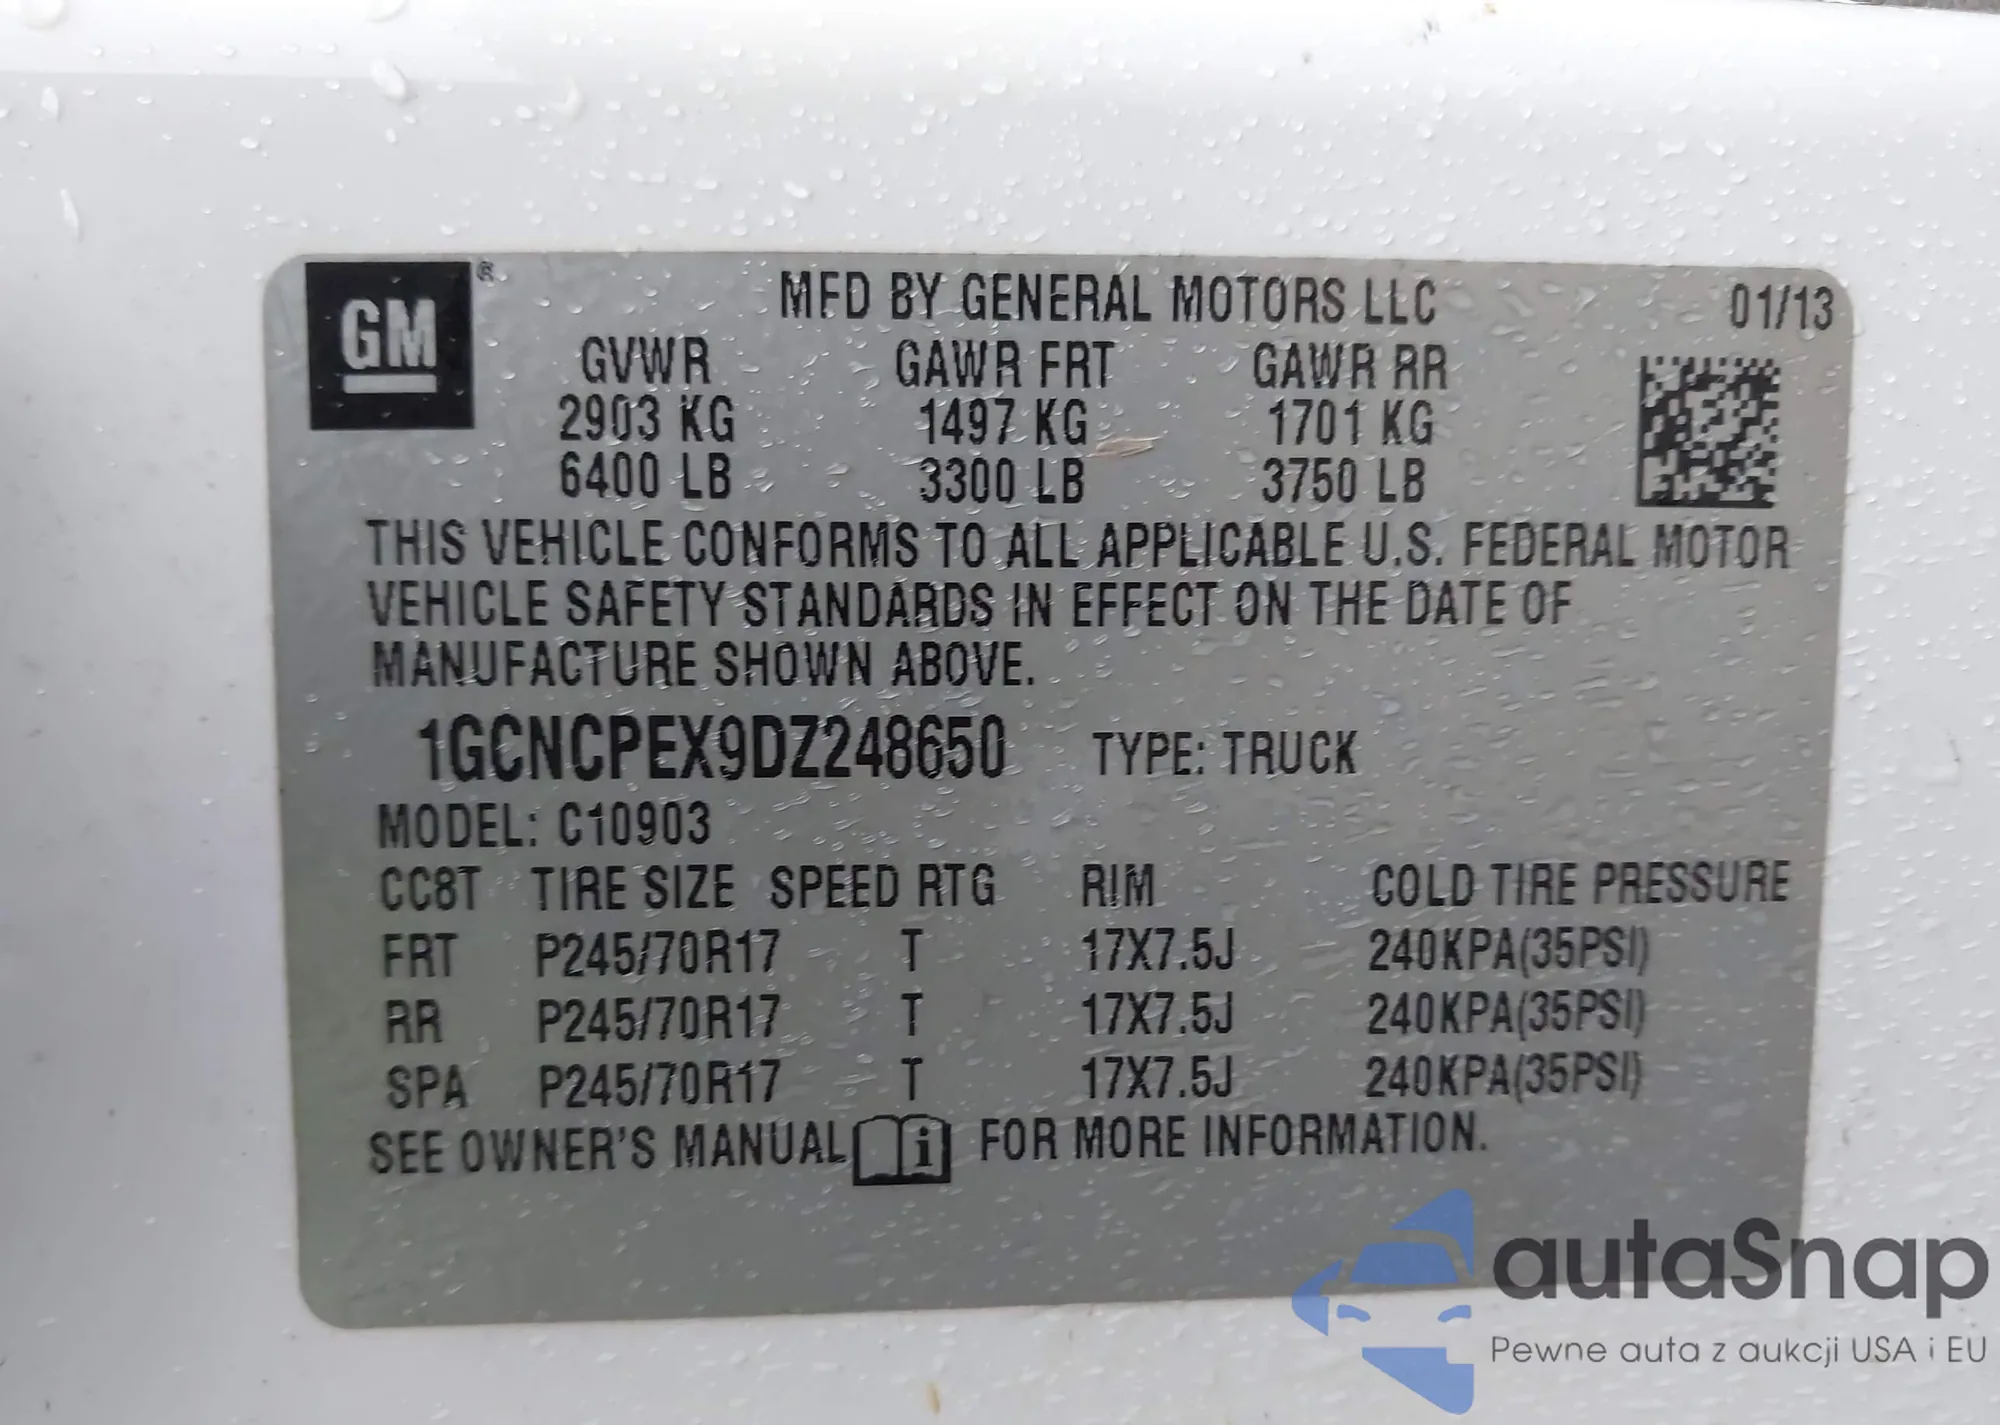 GM®
MFD BY GENERAL MOTORS LLC 01/13
GVWR GAWR FRT GAWR RR
2903 KG 1497 KG 1701 KG
6400 LB 3300 LB 3750 LB
THIS VEHICLE CONFORMS TO ALL APPLICABLE U.S. FEDERAL MOTOR
VEHICLE SAFETY STANDARDS IN EFFECT ON THE DATE OF
MANUFACTURE SHOWN ABOVE.
1GCNCPEX9DZ248650 TYPE: TRUCK
MODEL: C10903
CC8T TIRE SIZE SPEED RTG RIM COLD TIRE PRESSURE
FRT P245/70R17 T 17X7.5J 240KPA(35PSI)
RR P245/70R17 T 17X7.5J 240KPA(35PSI)
SPA P245/70R17 T 17X7.5J 240KPA(35PSI)
SEE OWNER'S MANUAL i FOR MORE INFORMATION.
autaSnap
Pewne auta z aukcji USA i EU